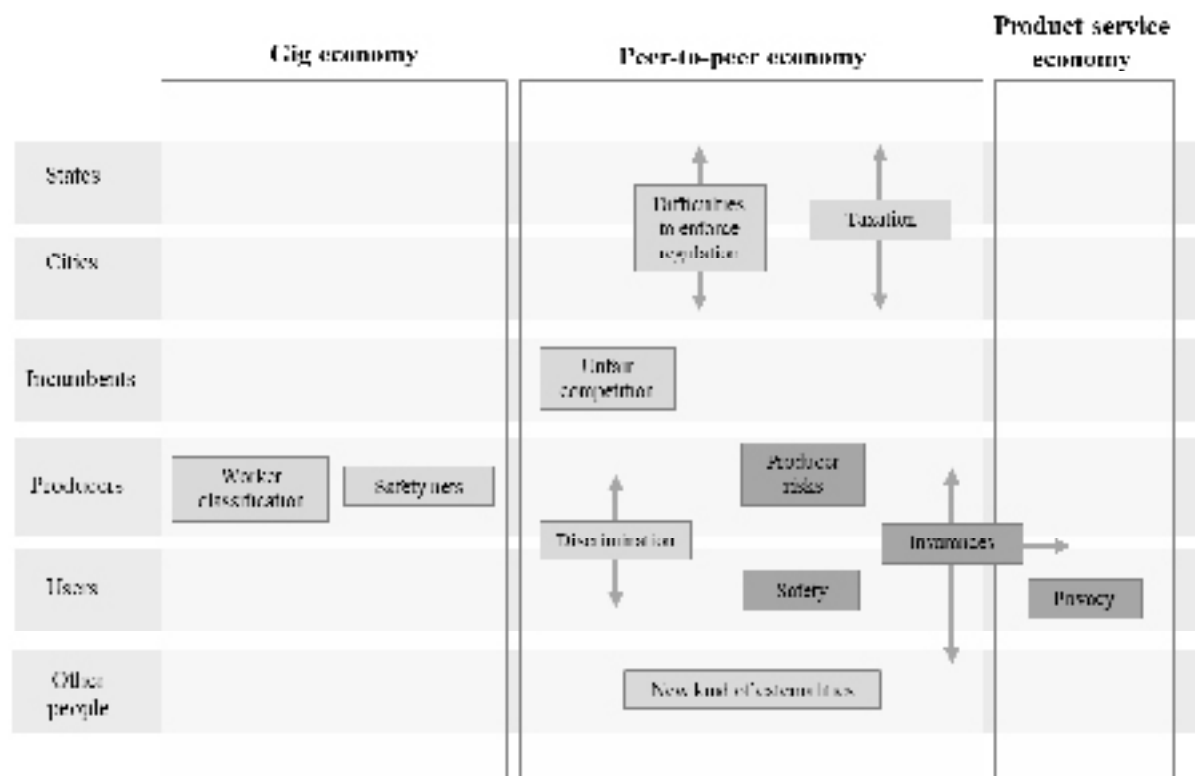 Gig economy
Peer-to-peer economy
Product service
economy
States
Difficulties
to enforce
regulation
Taxation
Cities
Incumbents
Unfair
competition
Producers
Worker
classification
Safety nets
Producer
risks
Discrimination
Insurances
Users
Safety
Privacy
Other
people
New kind of externalities